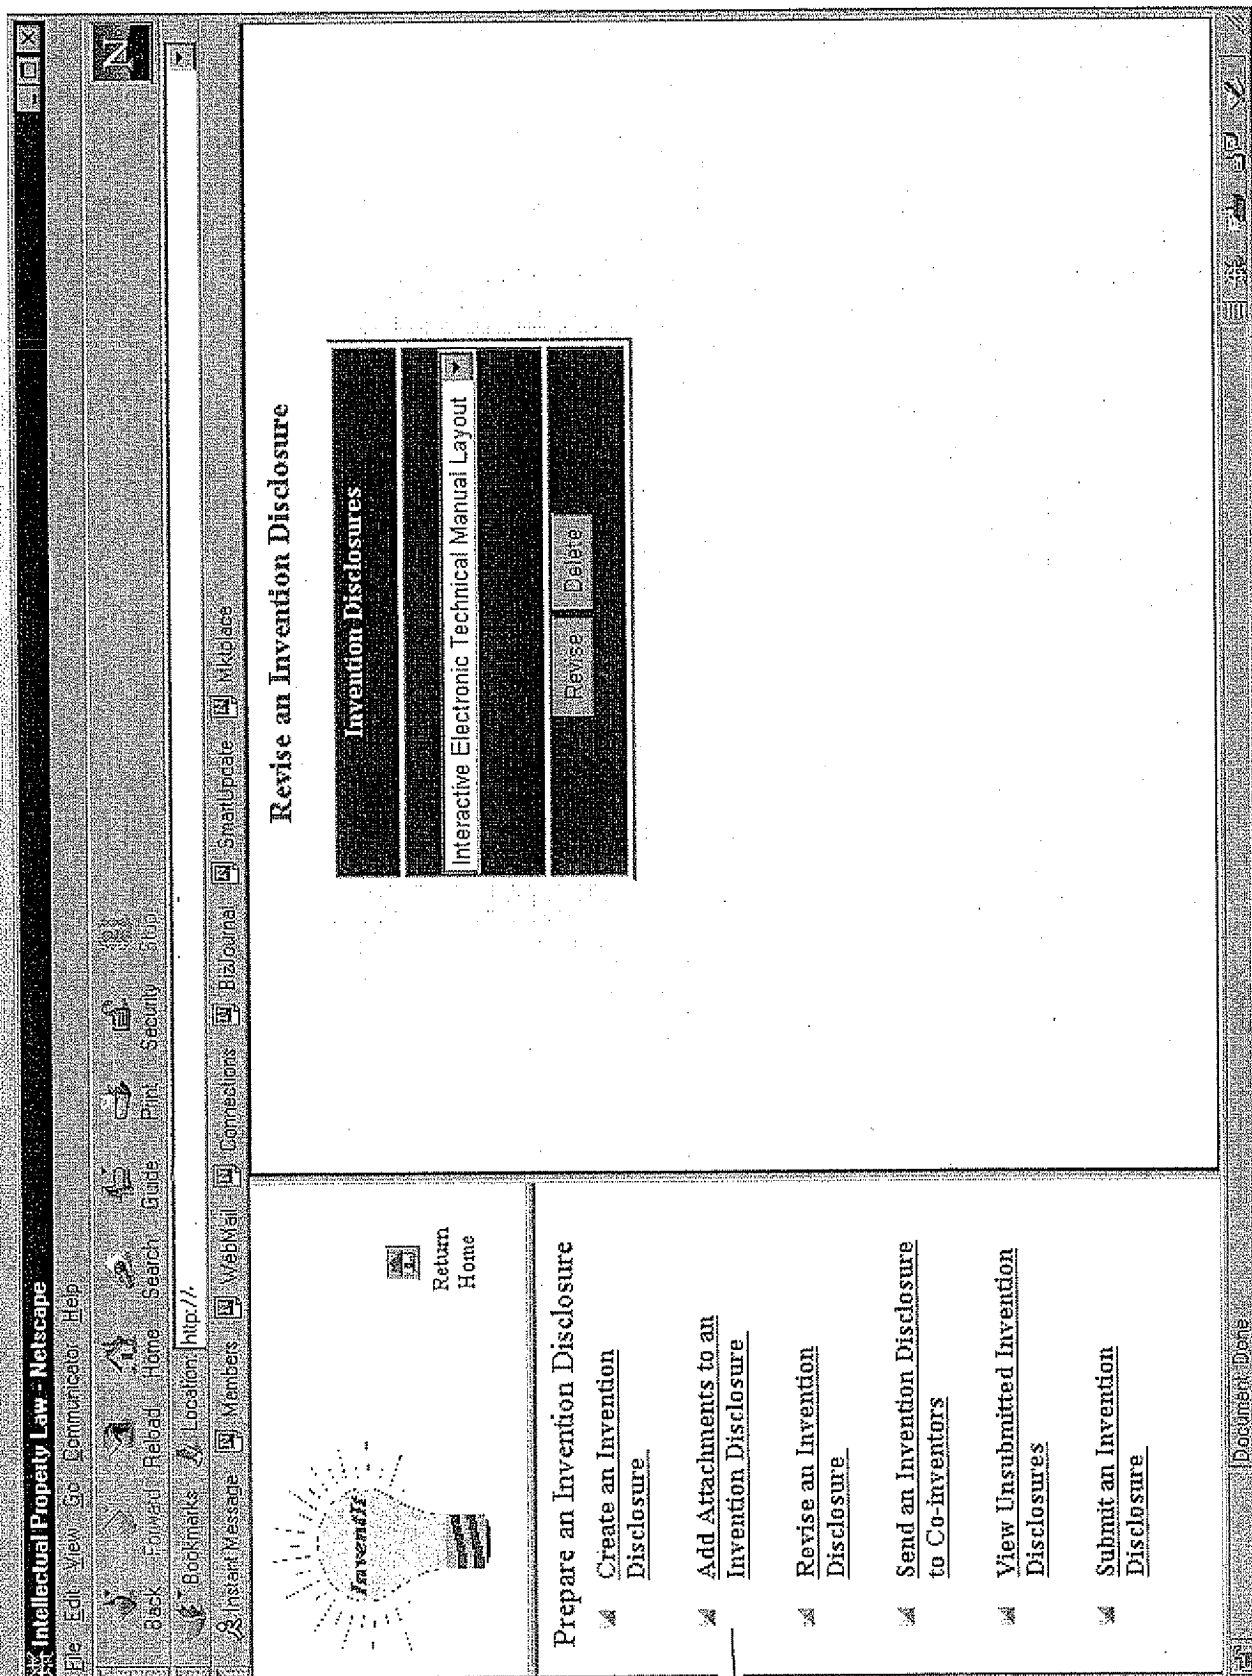 Intellectual Property Law - Netscape
File Edit View Go Communicator Help
Back Forward Reload Home Search Guide Print Security Stop
N
Bookmarks Location: http://.
Instant Message Members WebMail Connections BizJournal SmartUpdate Mktplace
InventIt
Return
Home
Prepare an Invention Disclosure
Create an Invention
Disclosure
Add Attachments to an
Invention Disclosure
Revise an Invention
Disclosure
Send an Invention Disclosure
to Co-inventors
View Unsubmitted Invention
Disclosures
Submit an Invention
Disclosure
Revise an Invention Disclosure
Invention Disclosures
Interactive Electronic Technical Manual Layout
Revise Delete
Document: Done